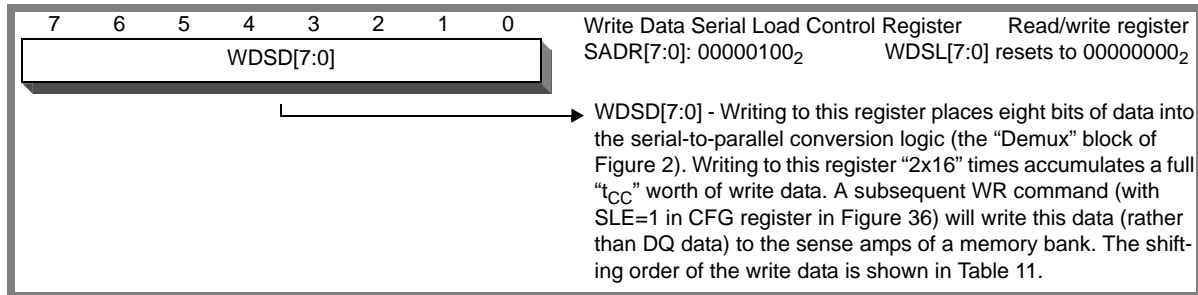 7 6 5 4 3 2 1 0
WDSD[7:0]
Write Data Serial Load Control Register Read/write register
SADR[7:0]: 00000100₂ WDSL[7:0] resets to 00000000₂
WDSD[7:0] - Writing to this register places eight bits of data into
the serial-to-parallel conversion logic (the “Demux” block of
Figure 2). Writing to this register “2x16” times accumulates a full
“tCC” worth of write data. A subsequent WR command (with
SLE=1 in CFG register in Figure 36) will write this data (rather
than DQ data) to the sense amps of a memory bank. The shift-
ing order of the write data is shown in Table 11.